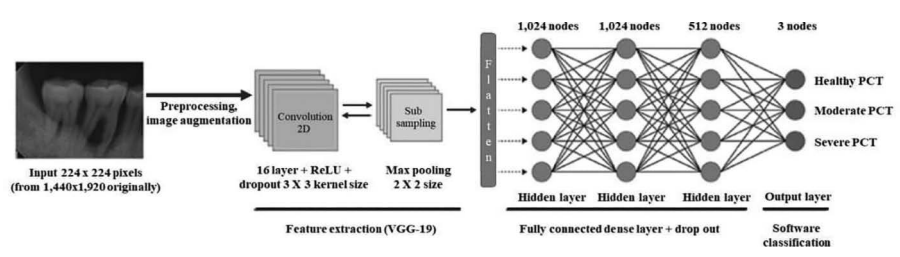 1,024 nodes
1,024 nodes
512 nodes
3 nodes
Flatten
Preprocessing,
image augmentation
Convolution
2D
Sub
sampling
Healthy PCT
Moderate PCT
Severe PCT
Input 224 x 224 pixels
(from 1,440x1,920 originally)
16 layer + ReLU +
dropout 3 X 3 kernel size
Max pooling
2 X 2 size
Hidden layer
Hidden layer
Hidden layer
Output layer
Feature extraction (VGG-19)
Fully connected dense layer + drop out
Software
classification